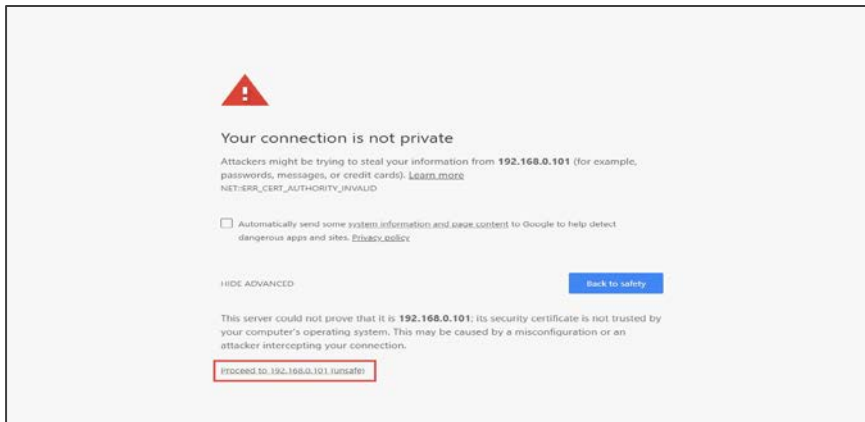 Your connection is not private
Attackers might be trying to steal your information from 192.168.0.101 (for example,
passwords, messages, or credit cards). Learn more
NET::ERR_CERT_AUTHORITY_INVALID
Automatically send some system information and page content to Google to help detect
dangerous apps and sites. Privacy policy
HIDE ADVANCED
Back to safety
This server could not prove that it is 192.168.0.101; its security certificate is not trusted by
your computer's operating system. This may be caused by a misconfiguration or an
attacker intercepting your connection.
Proceed to 192.168.0.101 (unsafe)